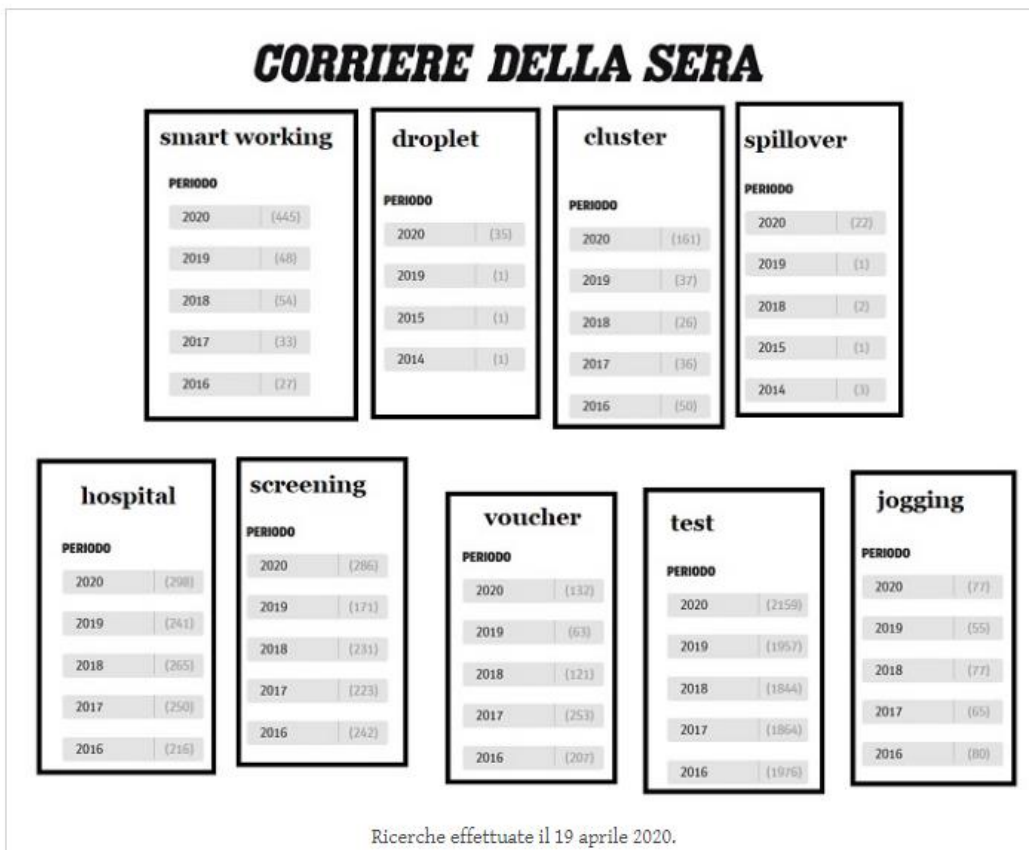 CORRIERE DELLA SERA
smart working
PERIODO
2020 (445)
2019 (48)
2018 (54)
2017 (33)
2016 (27)
droplet
PERIODO
2020 (35)
2019 (1)
2015 (1)
2014 (1)
cluster
PERIODO
2020 (161)
2019 (37)
2018 (26)
2017 (36)
2016 (50)
spillover
PERIODO
2020 (22)
2019 (1)
2018 (2)
2015 (1)
2014 (3)
hospital
PERIODO
2020 (298)
2019 (241)
2018 (265)
2017 (250)
2016 (216)
screening
PERIODO
2020 (286)
2019 (171)
2018 (231)
2017 (223)
2016 (242)
voucher
PERIODO
2020 (132)
2019 (63)
2018 (121)
2017 (253)
2016 (207)
test
PERIODO
2020 (2159)
2019 (1957)
2018 (1844)
2017 (1864)
2016 (1976)
jogging
PERIODO
2020 (77)
2019 (55)
2018 (77)
2017 (65)
2016 (80)
Ricerche effettuate il 19 aprile 2020.